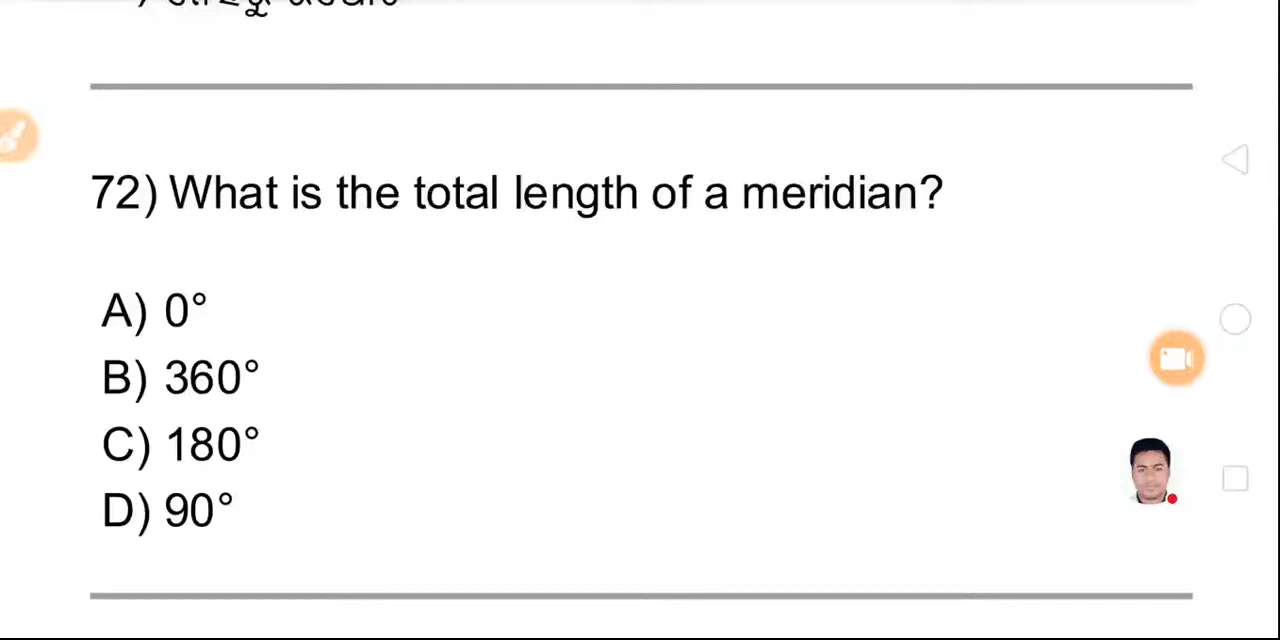 72) What is the total length of a meridian?
A) 0°
B) 360°
C) 180°
D) 90°